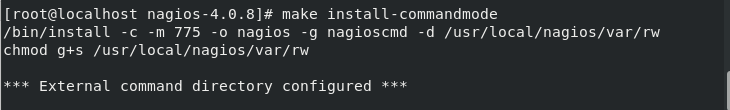 [root@localhost nagios-4.0.8]# make install-commandmode
/bin/install -c -m 775 -o nagios -g nagioscmd -d /usr/local/nagios/var/rw
chmod g+s /usr/local/nagios/var/rw
*** External command directory configured ***